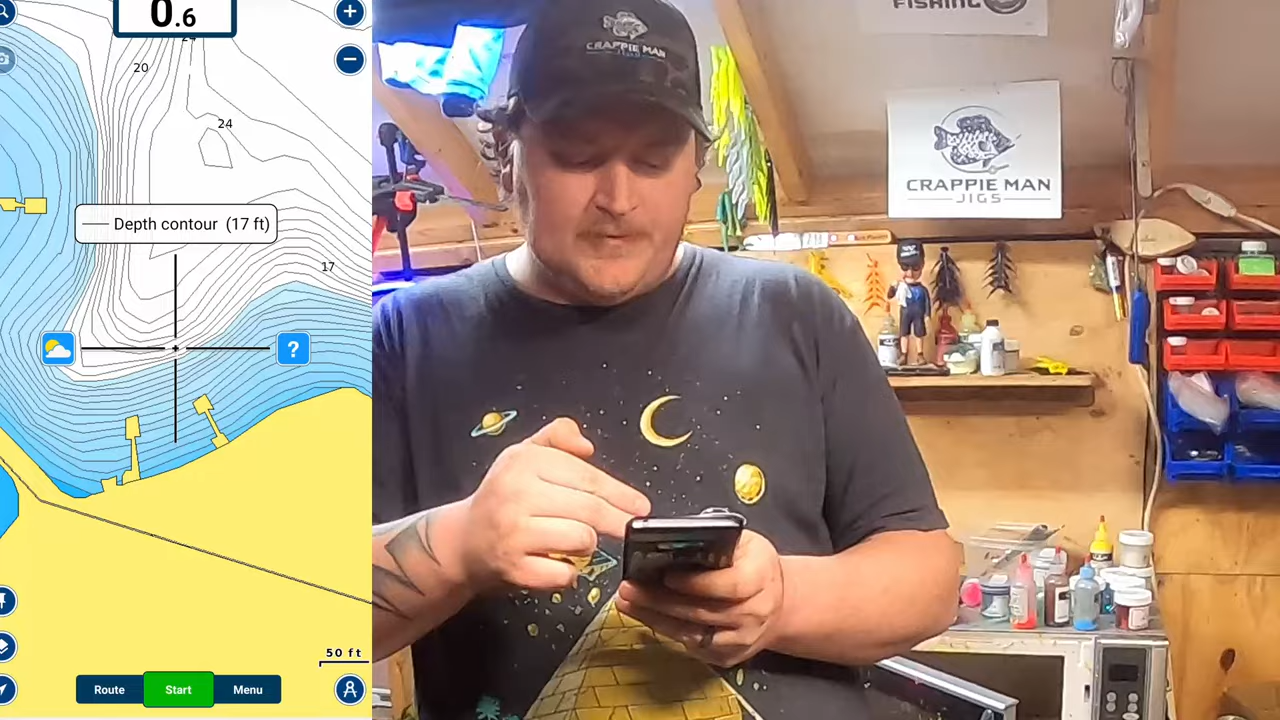 0.6
24
20
24
Depth contour (17 ft)
17
?
50 ft
Route
Start
Menu
CRAPPIE MAN
FISHING
CRAPPIE MAN
JIGS